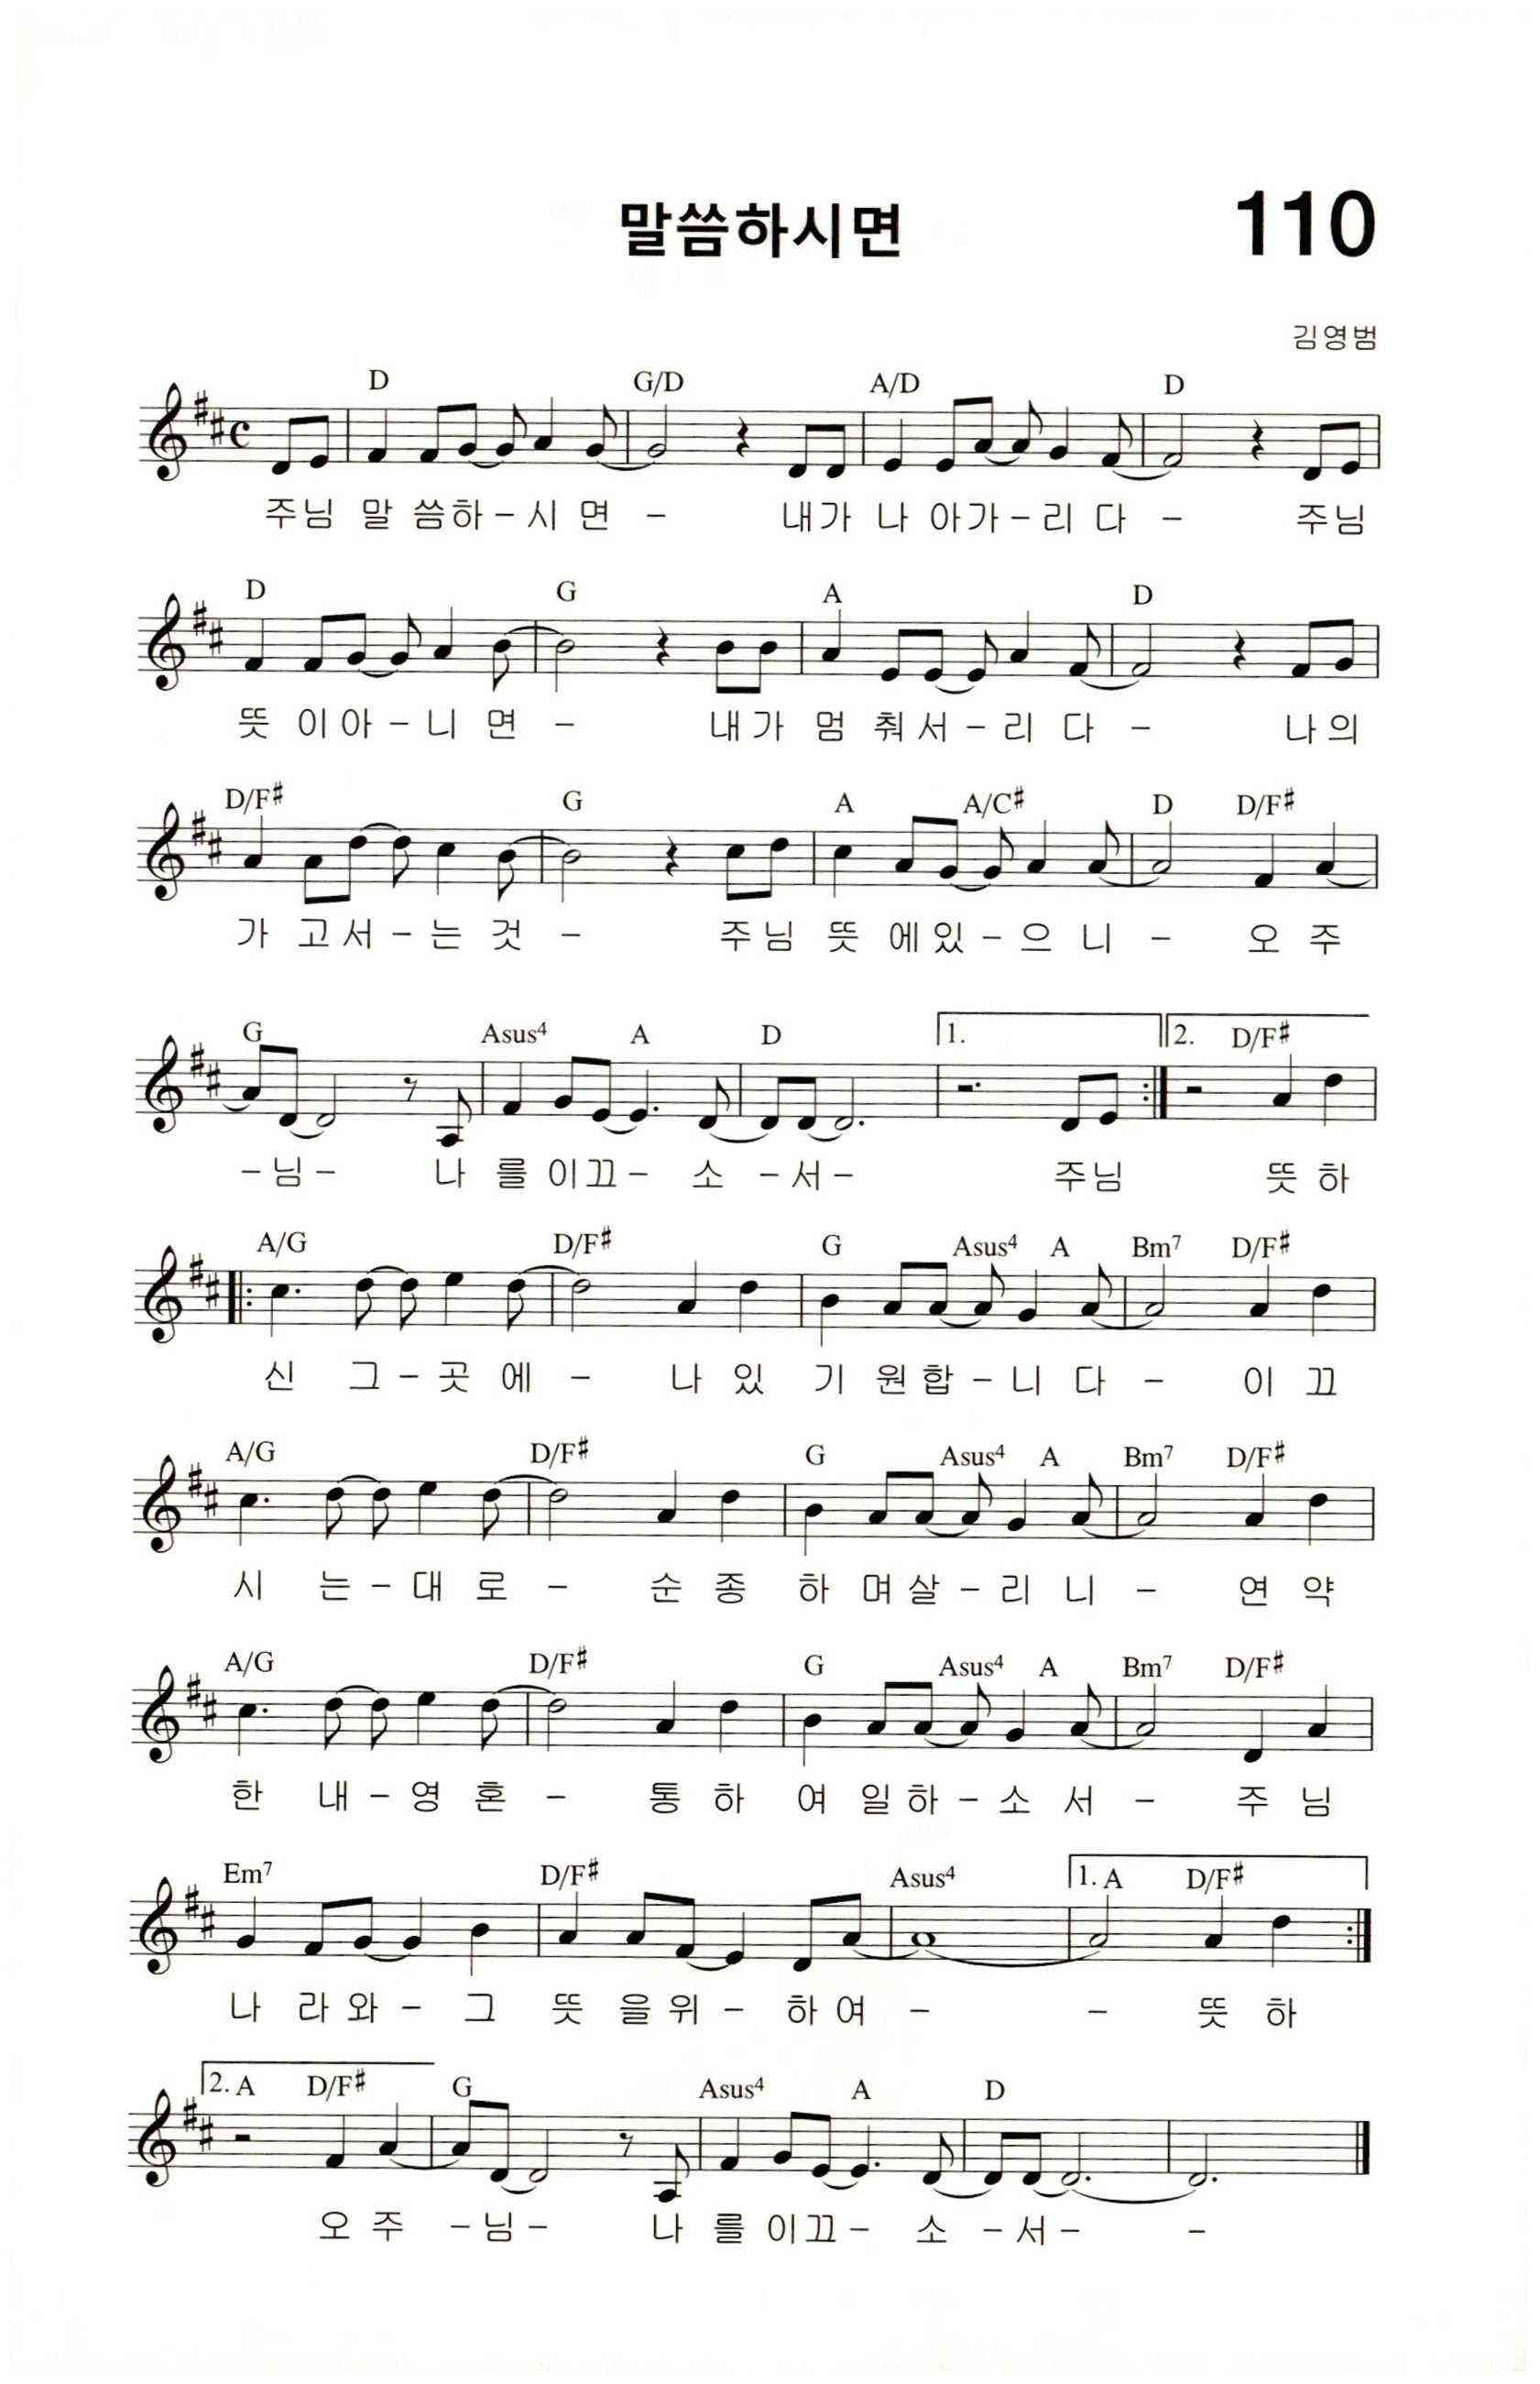 말씀하시면 110
김영범
D G/D A/D D
주님 말 씀하-시 면 - 내가 나 아가-리 다 - 주님
D G A D
뜻 이아-니 면 - 내가 멈 춰서-리 다 - 나의
D/F♯ G A A/C♯ D D/F♯
가 고서-는 것 - 주님 뜻 에있-으 니 - 오 주
1. 2.
G Asus4 A D D/F♯
-님- 나 를 이끄- 소 -서- 주님 뜻 하
A/G D/F♯ G Asus4 A Bm7 D/F♯
신 그-곳 에 - 나 있 기 원합-니 다 - 이 끄
A/G D/F♯ G Asus4 A Bm7 D/F♯
시 는-대 로 - 순 종 하 며살-리 니 - 연 약
A/G D/F♯ G Asus4 A Bm7 D/F♯
한 내-영 혼 - 통 하 여 일하-소 서 - 주 님
Em7 D/F♯ Asus4 1. A D/F♯
나 라와- 그 뜻 을위- 하여 - - 뜻 하
2. A D/F♯ G Asus4 A D
오 주 -님- 나 를 이끄- 소 -서- -